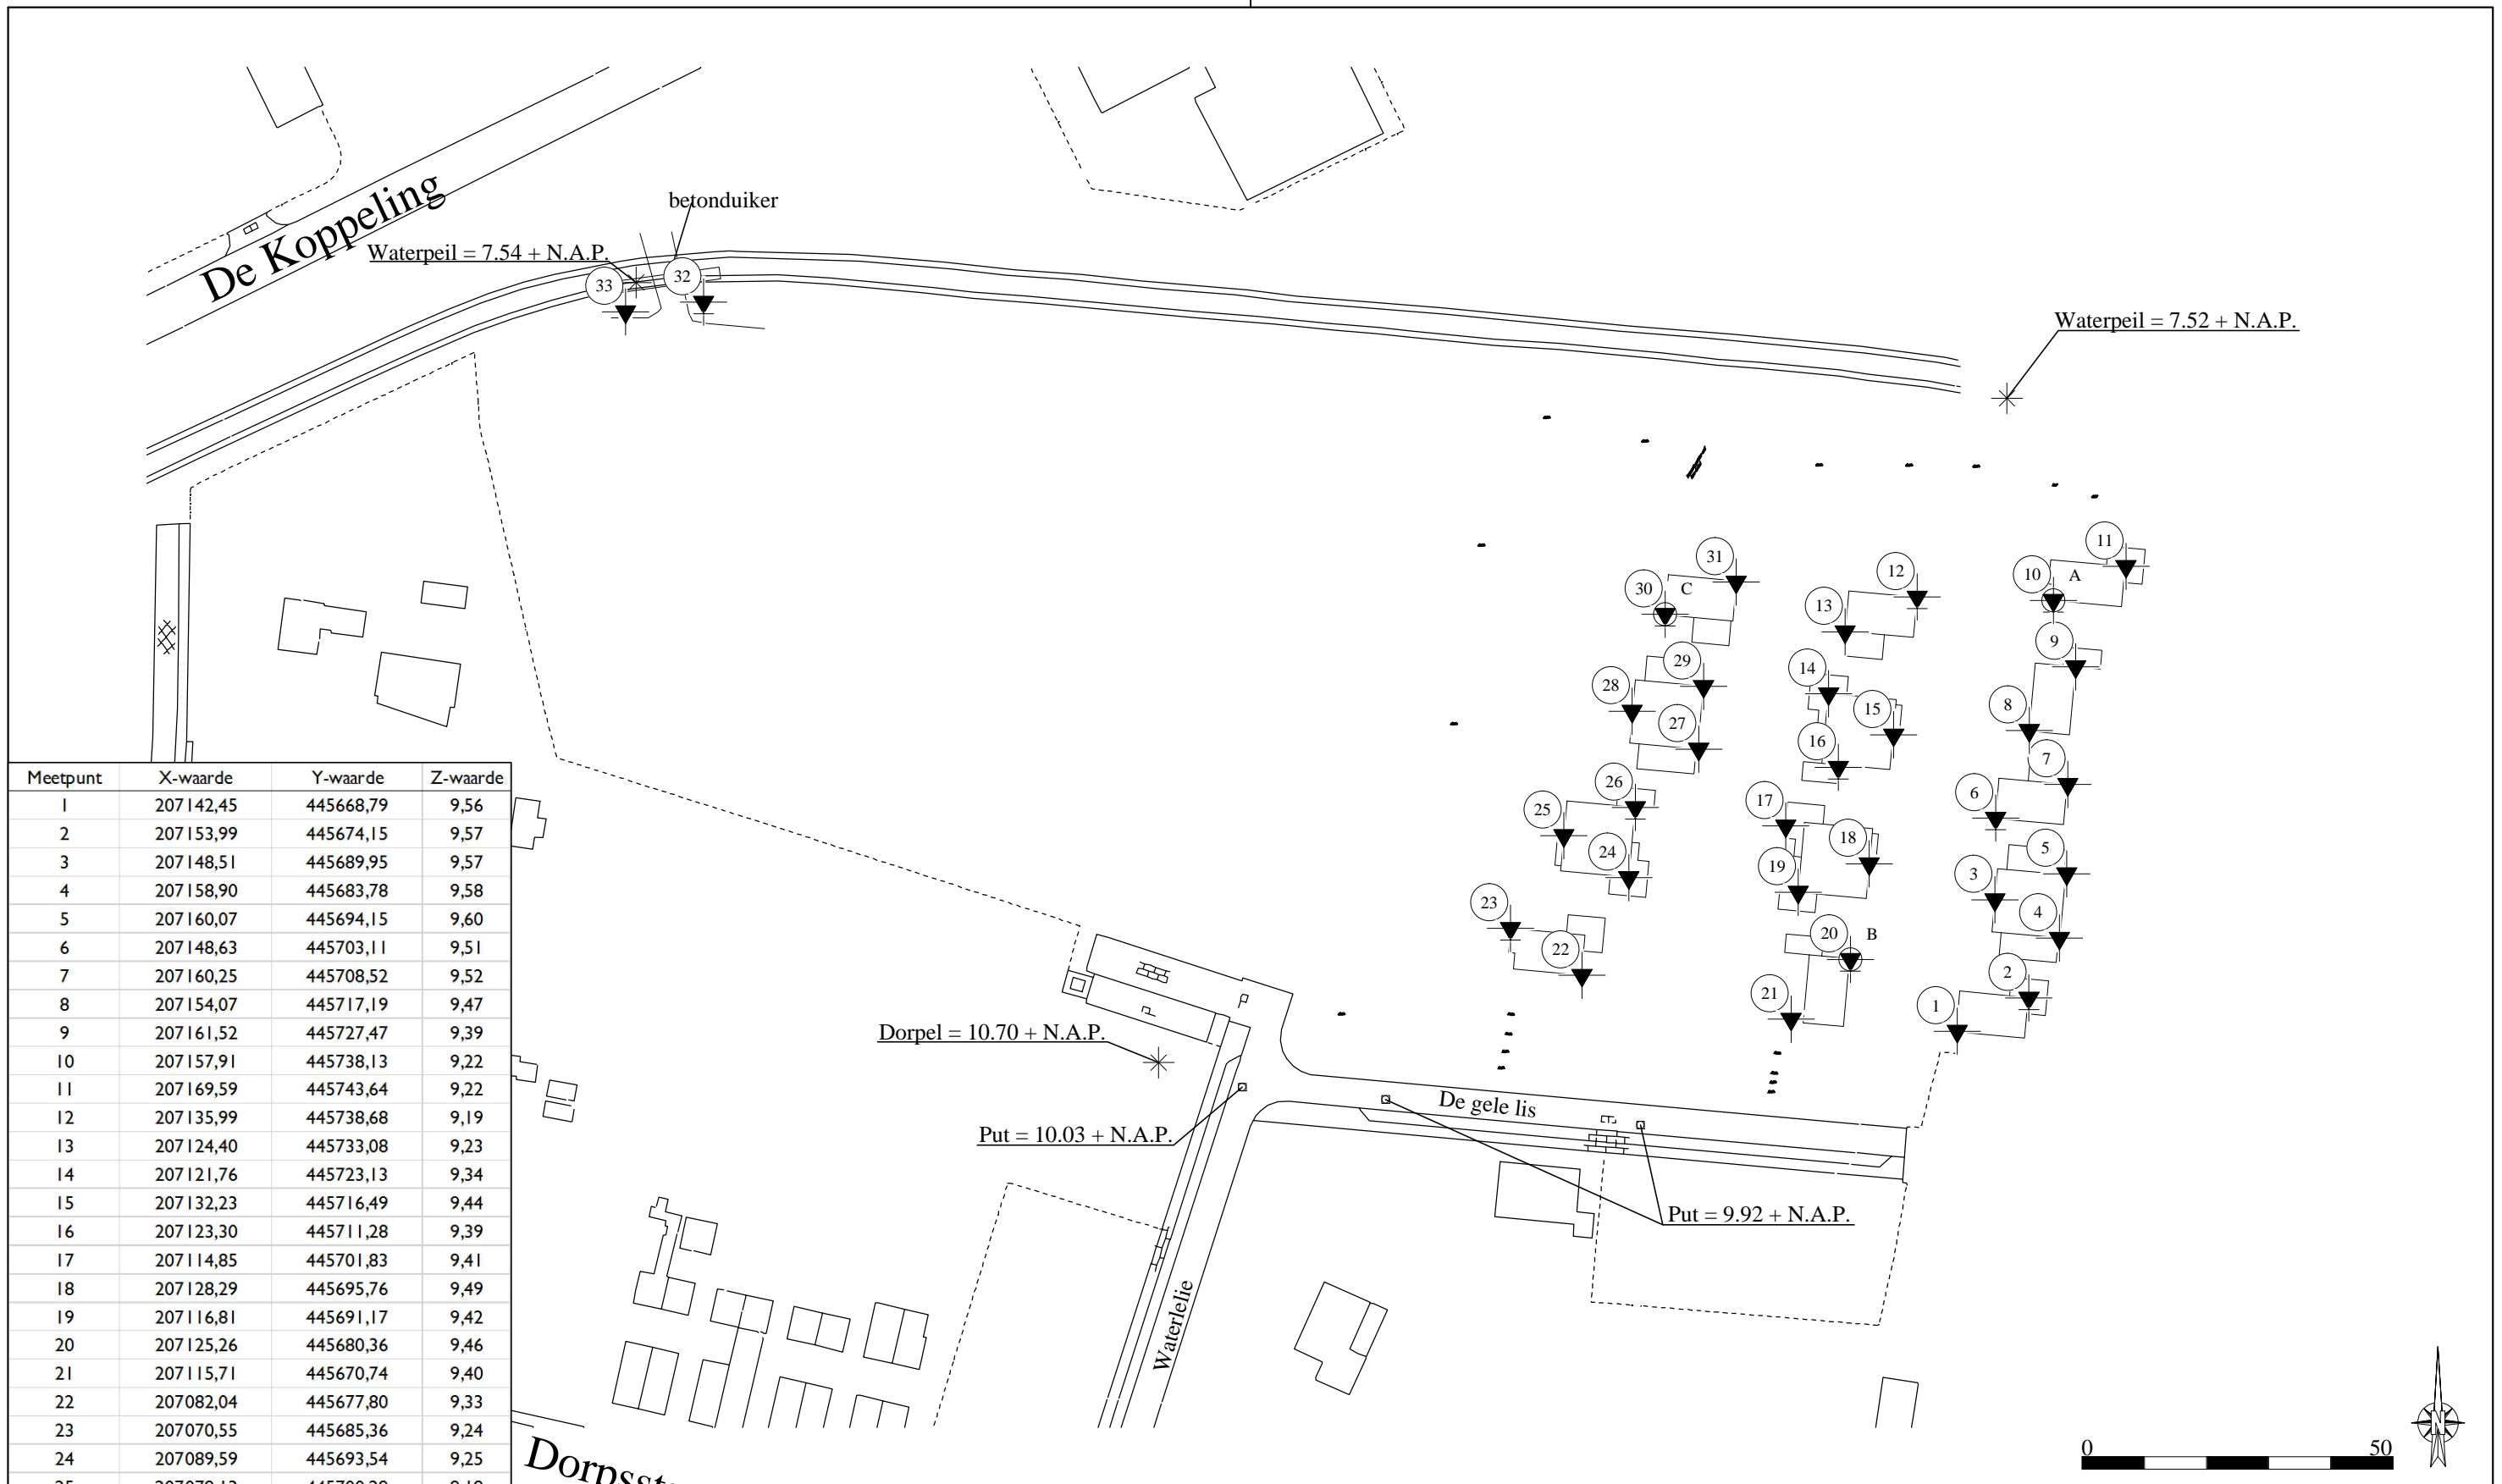 betonduiker
De Koppeling
Waterpeil = 7.54 + N.A.P.
33
32
Waterpeil = 7.52 + N.A.P.
11
31
12
10
A
30
C
13
9
29
14
28
8
15
27
16
7
26
6
17
25
18
5
24
19
3
23
4
20
B
22
2
21
1
Dorpel = 10.70 + N.A.P.
De gele lis
Put = 10.03 + N.A.P.
Put = 9.92 + N.A.P.
Waterlelie
Meetpunt X-waarde Y-waarde Z-waarde
1 207142,45 445668,79 9,56
2 207153,99 445674,15 9,57
3 207148,51 445689,95 9,57
4 207158,90 445683,78 9,58
5 207160,07 445694,15 9,60
6 207148,63 445703,11 9,51
7 207160,25 445708,52 9,52
8 207154,07 445717,19 9,47
9 207161,52 445727,47 9,39
10 207157,91 445738,13 9,22
11 207169,59 445743,64 9,22
12 207135,99 445738,68 9,19
13 207124,40 445733,08 9,23
14 207121,76 445723,13 9,34
15 207132,23 445716,49 9,44
16 207123,30 445711,28 9,39
17 207114,85 445701,83 9,41
18 207128,29 445695,76 9,49
19 207116,81 445691,17 9,42
20 207125,26 445680,36 9,46
21 207115,71 445670,74 9,40
22 207082,04 445677,80 9,33
23 207070,55 445685,36 9,24
24 207089,59 445693,54 9,25
0 50
N